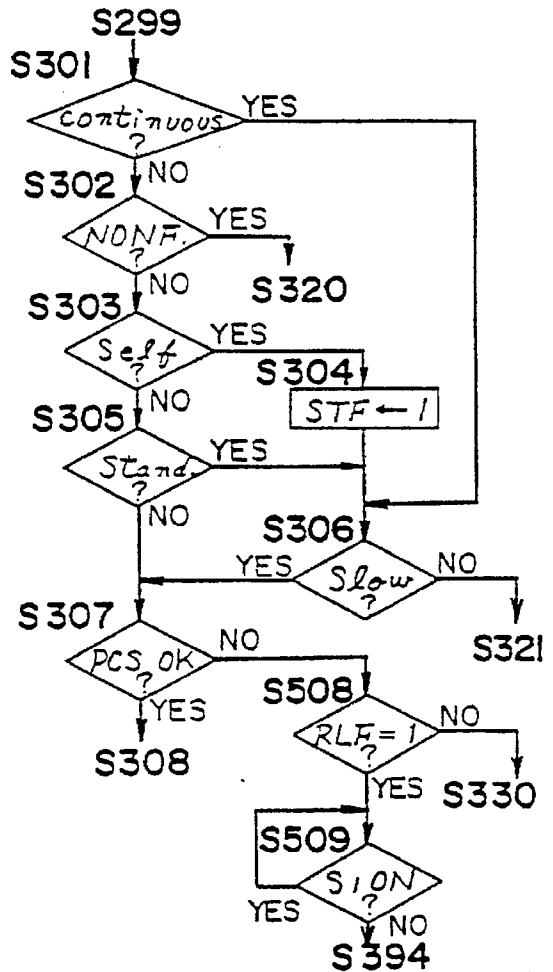 S299
S301
continuous
?
YES
NO
S302
NONF.
?
YES
NO
S320
S303
Self
?
YES
S304
NO
STF ← 1
S305
Stand.
?
YES
NO
S306
YES
Slow
?
NO
S307
S321
PCS OK
?
NO
YES
S508
S308
RLF=1
?
NO
YES
S330
S509
S1 ON
?
YES
NO
S394